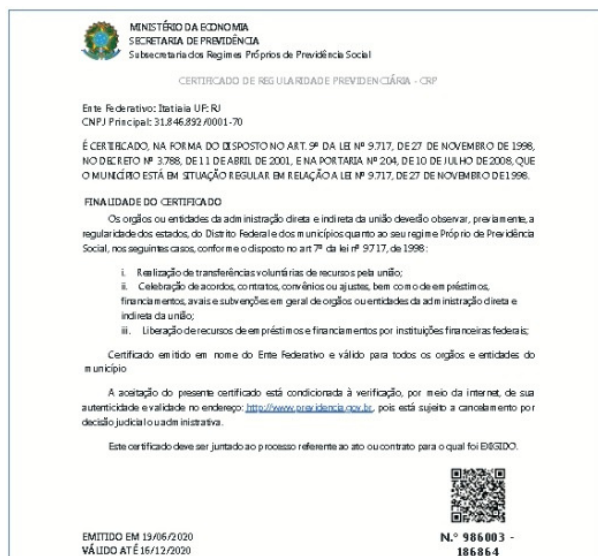 MINISTÉRIO DA ECONOMIA
SECRETARIA DE PREVIDÊNCIA
Subsecretaria dos Regimes Próprios de Previdência Social
CERTIFICADO DE REGULARIDADE PREVIDENCIÁRIA - CRP
Ente Federativo: Itatiaia UF: RJ
CNPJ Principal: 31.846.892/0001-70
É CERTIFICADO, NA FORMA DO DISPOSTO NO ART. 9º DA LEI Nº 9.717, DE 27 DE NOVEMBRO DE 1998,
NO DECRETO Nº 3.788, DE 11 DE ABRIL DE 2001, E NA PORTARIA Nº 204, DE 10 DE JULHO DE 2008, QUE
O MUNICÍPIO ESTÁ EM SITUAÇÃO REGULAR EM RELAÇÃO A LEI Nº 9.717, DE 27 DE NOVEMBRO DE 1998.
FINALIDADE DO CERTIFICADO
Os orgãos ou entidades da administração direta e indireta da união deverão observar, previamente, a
regularidade dos estados, do Distrito Federal e dos municípios quanto ao seu regime Próprio de Previdência
Social, nos seguintes casos, conforme o disposto no art 7º da lei nº 9717, de 1998:
i. Realização de transferências voluntárias de recursos pela união;
ii. Celebração de acordos, contratos, convênios ou ajustes, bem como de empréstimos,
financiamentos, avais e subvenções em geral de orgãos ou entidades da administração direta e
indireta da união;
iii. Liberação de recursos de empréstimos e financiamentos por instituições financeiras federais;
Certificado emitido em nome do Ente Federativo e válido para todos os orgãos e entidades do
município
A aceitação do presente certificado está condicionada à verificação, por meio da internet, de sua
autenticidade e validade no endereço: http://www.previdencia.gov.br, pois está sujeito a cancelamento por
decisão judicial ou administrativa.
Este certificado deve ser juntado ao processo referente ao ato ou contrato para o qual foi EXIGIDO.
EMITIDO EM 19/06/2020
VÁLIDO ATÉ 16/12/2020
N.º 986003 -
186864